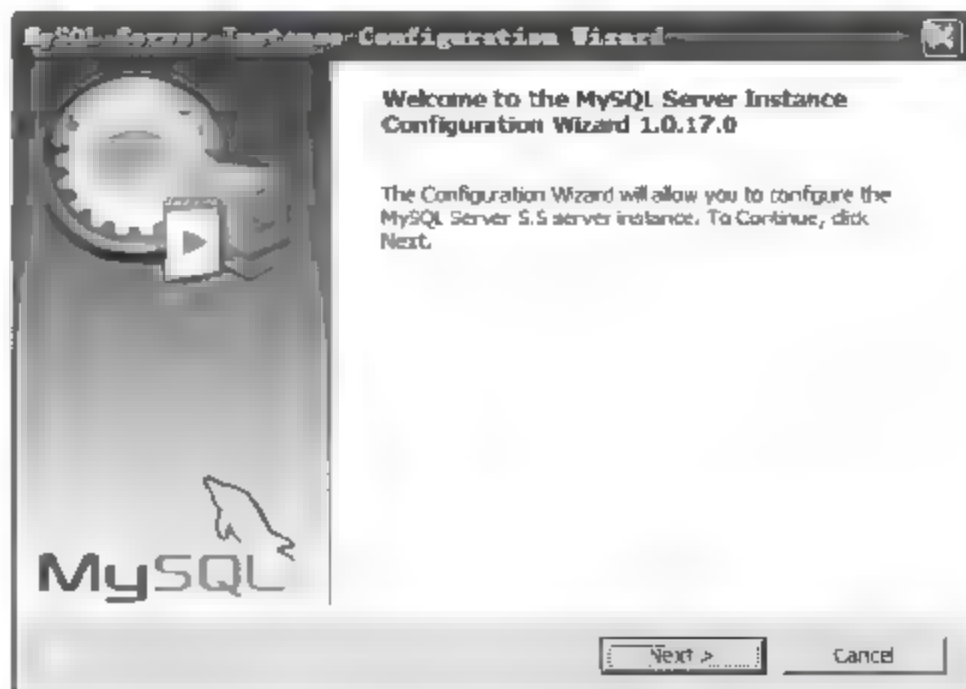 MySQL Server Instance Configuration Wizard
Welcome to the MySQL Server Instance
Configuration Wizard 1.0.17.0
The Configuration Wizard will allow you to configure the
MySQL Server 5.5 server instance. To Continue, click
Next.
MySQL
Next >
Cancel